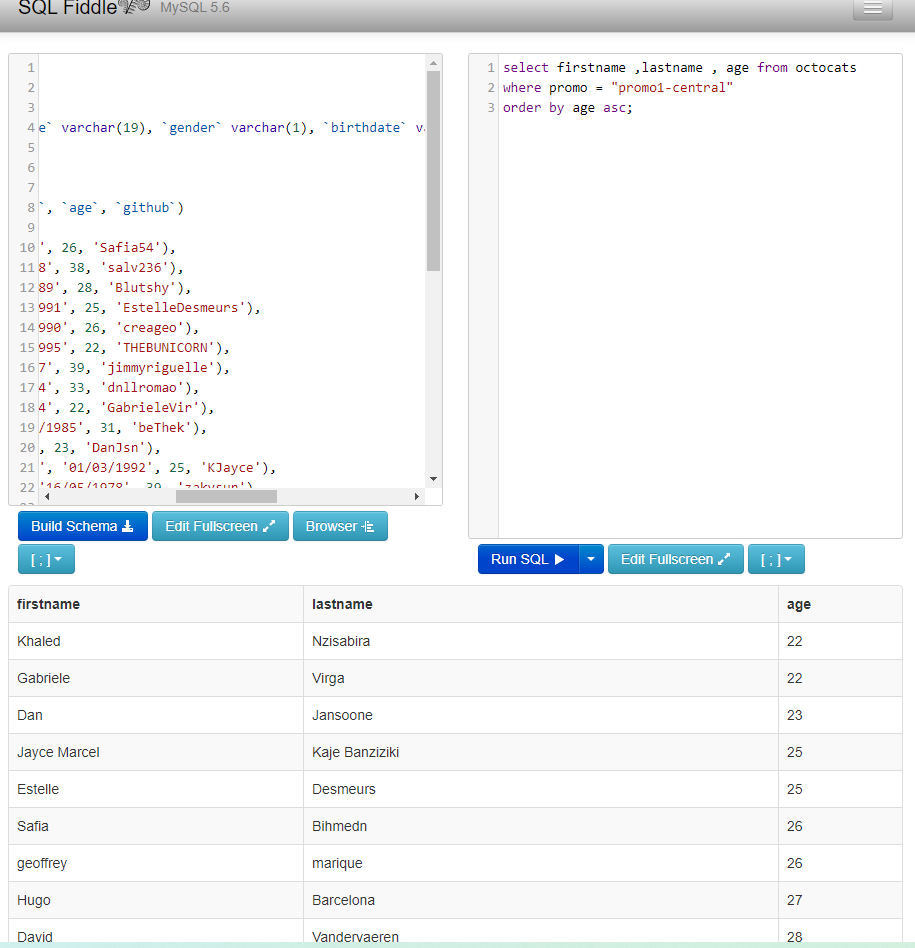 SQL Fiddle MySQL 5.6
1
2
3
4 e` varchar(19), `gender` varchar(1), `birthdate` va
5
6
7
8 `, `age`, `github`)
9
10 ', 26, 'Safia54'),
11 8', 38, 'salv236'),
12 89', 28, 'Blutshy'),
13 991', 25, 'EstelleDesmeurs'),
14 990', 26, 'creageo'),
15 995', 22, 'THEBUNICORN'),
16 7', 39, 'jimmyriguelle'),
17 4', 33, 'dnllromao'),
18 4', 22, 'GabrieleVir'),
19 /1985', 31, 'beThek'),
20 , 23, 'DanJsn'),
21 ', '01/03/1992', 25, 'KJayce'),
22 '16/05/1978', 39, 'zakysun')
1 select firstname ,lastname , age from octocats
2 where promo = "promo1-central"
3 order by age asc;
Build Schema Edit Fullscreen Browser
[ ; ]
Run SQL Edit Fullscreen [ ; ]
firstname lastname age
Khaled Nzisabira 22
Gabriele Virga 22
Dan Jansoone 23
Jayce Marcel Kaje Banziziki 25
Estelle Desmeurs 25
Safia Bihmedn 26
geoffrey marique 26
Hugo Barcelona 27
David Vandervaeren 28